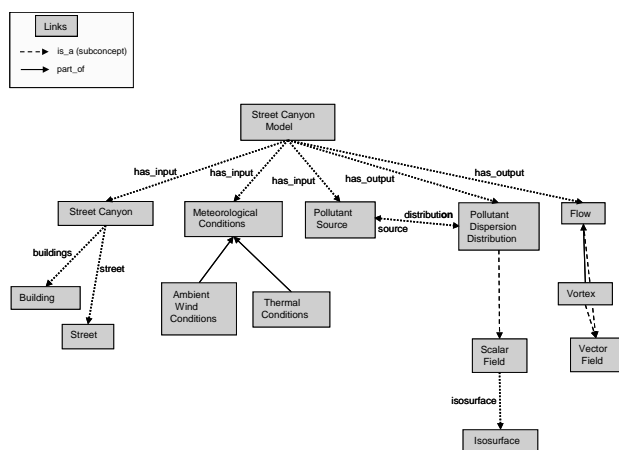 Links
is_a (subconcept)
part_of
Street Canyon
Model
has_input
has_input
has_input
has_output
has_output
Street Canyon
Meteorological
Conditions
Pollutant
Source
distribution
source
Pollutant
Dispersion
Distribution
Flow
buildings
street
Building
Street
Ambient
Wind
Conditions
Thermal
Conditions
Vortex
Scalar
Field
Vector
Field
isosurface
Isosurface